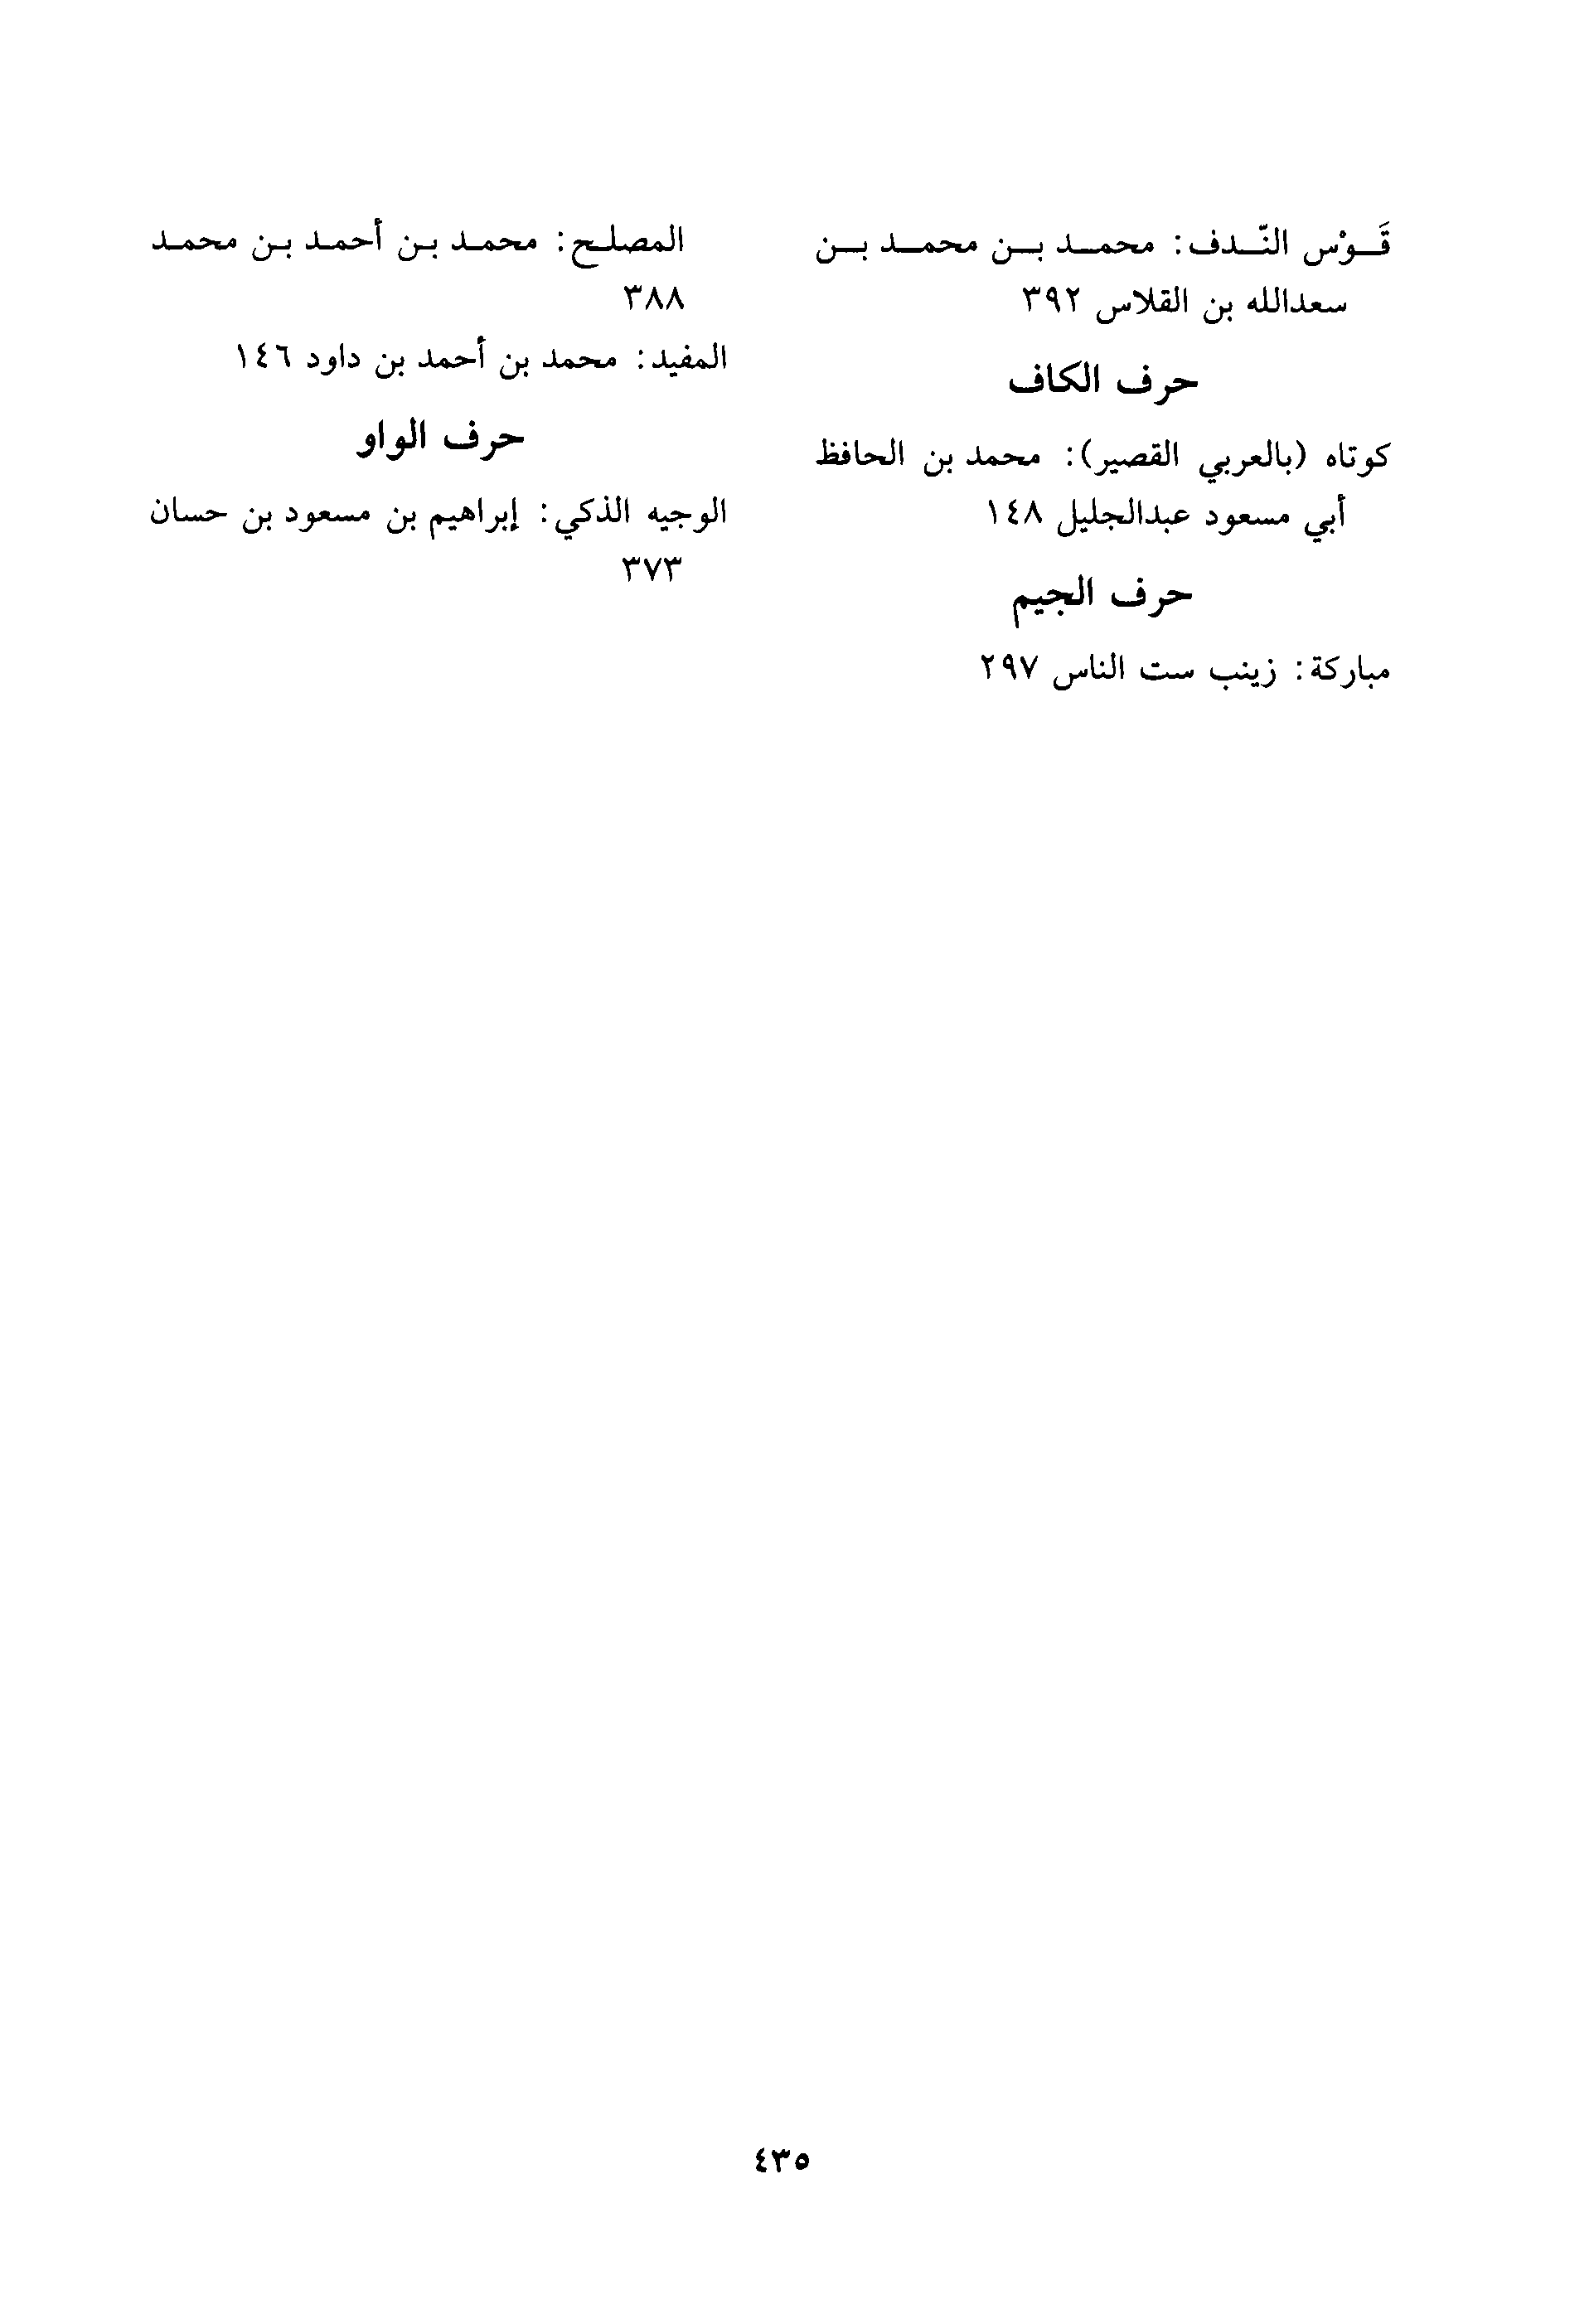 قَوْس النّدف: محمد بن محمد بن
سعدالله بن القلاس ٣٩٢
حرف الكاف
كوتاه (بالعربي القصير): محمد بن الحافظ
أبي مسعود عبدالجليل ١٤٨
حرف الجيم
مباركة: زينب ست الناس ٢٩٧
المصلح: محمد بن أحمد بن محمد
٣٨٨
المفيد: محمد بن أحمد بن داود ١٤٦
حرف الواو
الوجيه الذكي: إبراهيم بن مسعود بن حسان
٣٧٣
٤٣٥